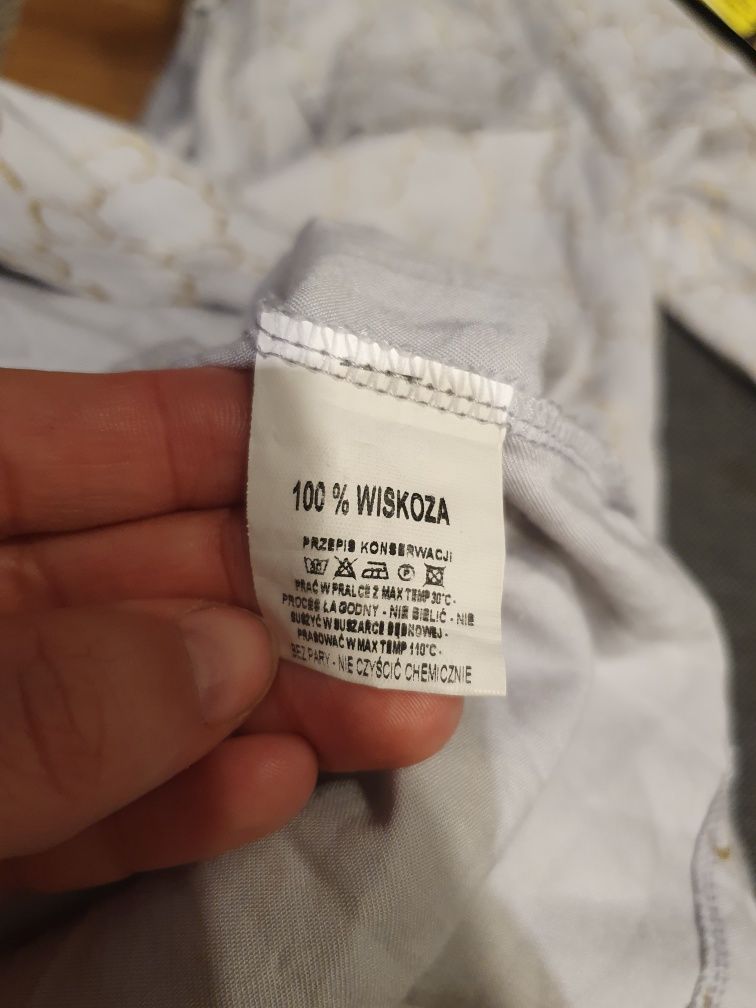 100 % WISKOZA
PRZEPIS KONSERWACJI
PRAĆ W PRALCE Z MAX TEMP 30°C -
PROCES ŁAGODNY - NIE BIELIĆ - NIE
SUSZYĆ W SUSZARCE BĘBNOWEJ -
PRASOWAĆ W MAX TEMP 110°C -
BEZ PARY - NIE CZYŚCIĆ CHEMICZNIE